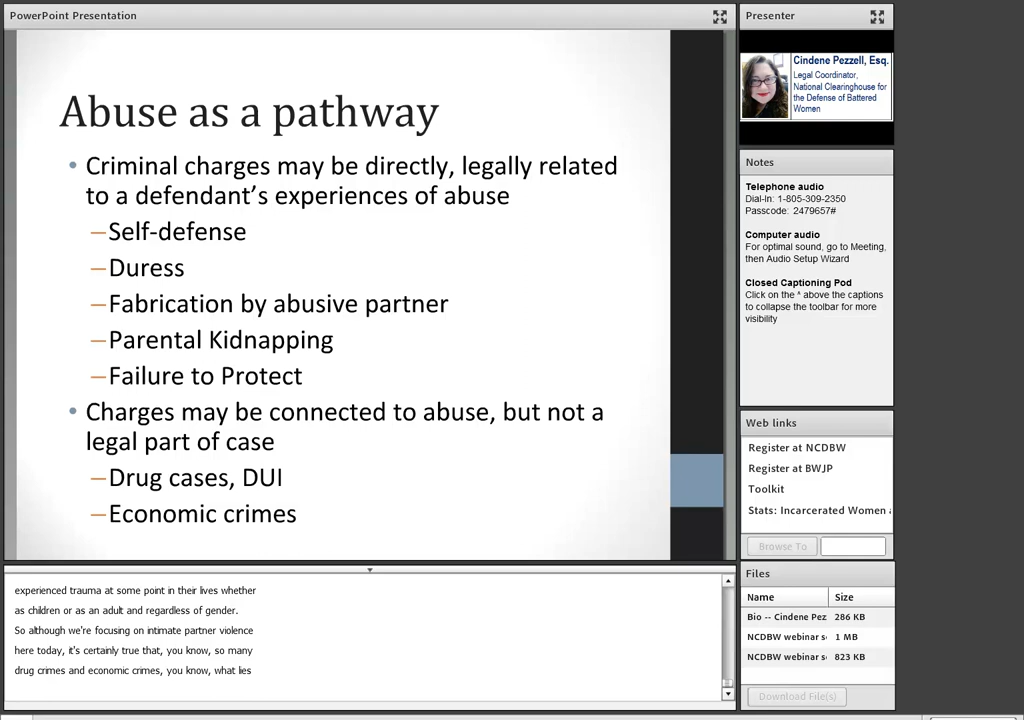 PowerPoint Presentation
Abuse as a pathway
• Criminal charges may be directly, legally related
to a defendant’s experiences of abuse
–Self-defense
–Duress
–Fabrication by abusive partner
–Parental Kidnapping
–Failure to Protect
• Charges may be connected to abuse, but not a
legal part of case
–Drug cases, DUI
–Economic crimes
experienced trauma at some point in their lives whether
as children or as an adult and regardless of gender.
So although we're focusing on intimate partner violence
here today, it's certainly true that, you know, so many
drug crimes and economic crimes, you know, what lies
Presenter
Cindene Pezzell, Esq.
Legal Coordinator,
National Clearinghouse for
the Defense of Battered
Women
Notes
Telephone audio
Dial-In: 1-805-309-2350
Passcode: 2479657#
Computer audio
For optimal sound, go to Meeting,
then Audio Setup Wizard
Closed Captioning Pod
Click on the ^ above the captions
to collapse the toolbar for more
visibility
Web links
Register at NCDBW
Register at BWJP
Toolkit
Stats: Incarcerated Women
Browse To
Files
Name Size
Bio -- Cindene Pez 286 KB
NCDBW webinar s 1 MB
NCDBW webinar s 823 KB
Download File(s)